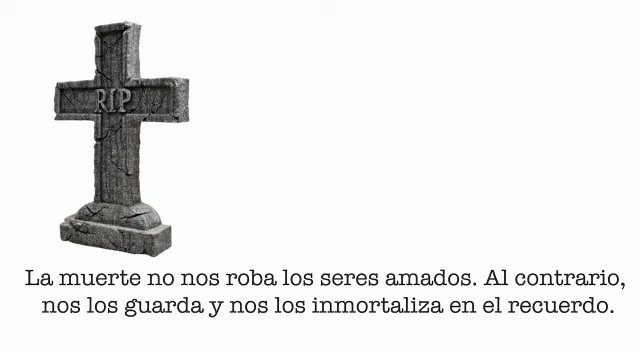 RIP
La muerte no nos roba los seres amados. Al contrario,
nos los guarda y nos los inmortaliza en el recuerdo.